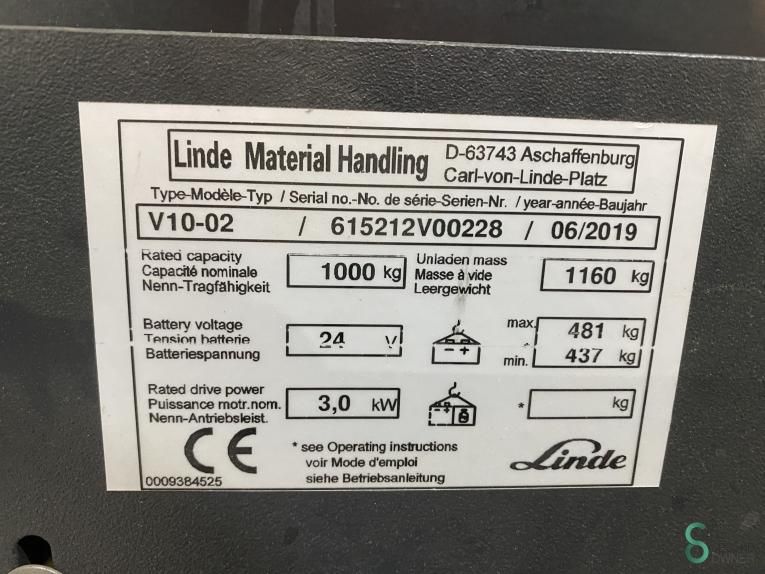 Linde Material Handling
D-63743 Aschaffenburg
Carl-von-Linde-Platz
Type-Modèle-Typ / Serial no.-No. de série-Serien-Nr. / year-année-Baujahr
V10-02 / 615212V00228 / 06/2019
Rated capacity
Capacité nominale
Nenn-Tragfähigkeit
1000 kg
Unladen mass
Masse à vide
Leergewicht
1160 kg
Battery voltage
Tension batterie
Batteriespannung
24 V
max. 481 kg
min. 437 kg
Rated drive power
Puissance motr.nom.
Nenn-Antriebsleist.
3,0 kW
* kg
CE
0009384525
* see Operating instructions
voir Mode d'emploi
siehe Betriebsanleitung
Linde
OWNER